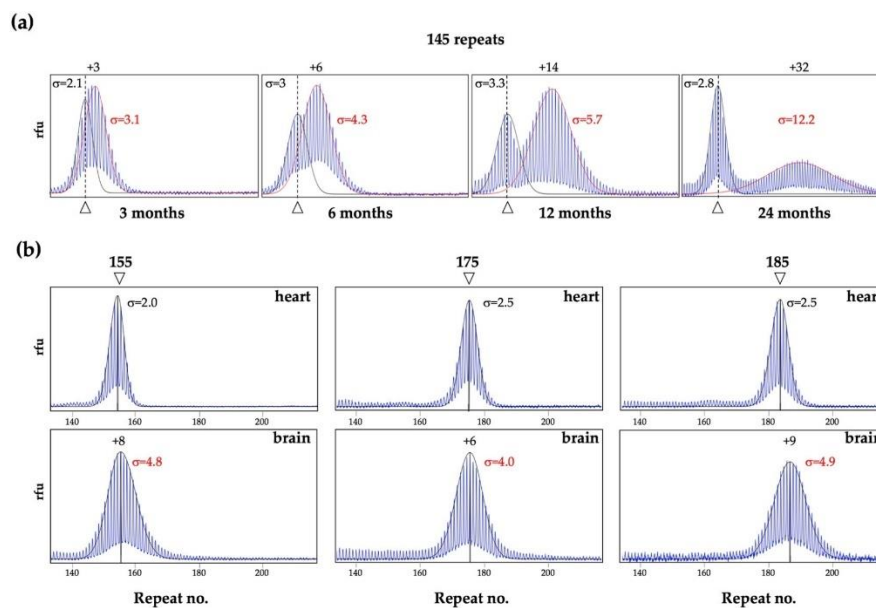 (a)
145 repeats
+3 +6 +14 +32
σ=2.1 σ=3 σ=3.3 σ=2.8
σ=3.1 σ=4.3 σ=5.7 σ=12.2
rfu
3 months 6 months 12 months 24 months
(b)
155 175 185
heart heart heart
σ=2.0 σ=2.5 σ=2.5
rfu
140 160 180 200 140 160 180 200 140 160 180 200
brain brain brain
+8 +6 +9
σ=4.8 σ=4.0 σ=4.9
rfu
140 160 180 200 140 160 180 200 140 160 180 200
Repeat no. Repeat no. Repeat no.